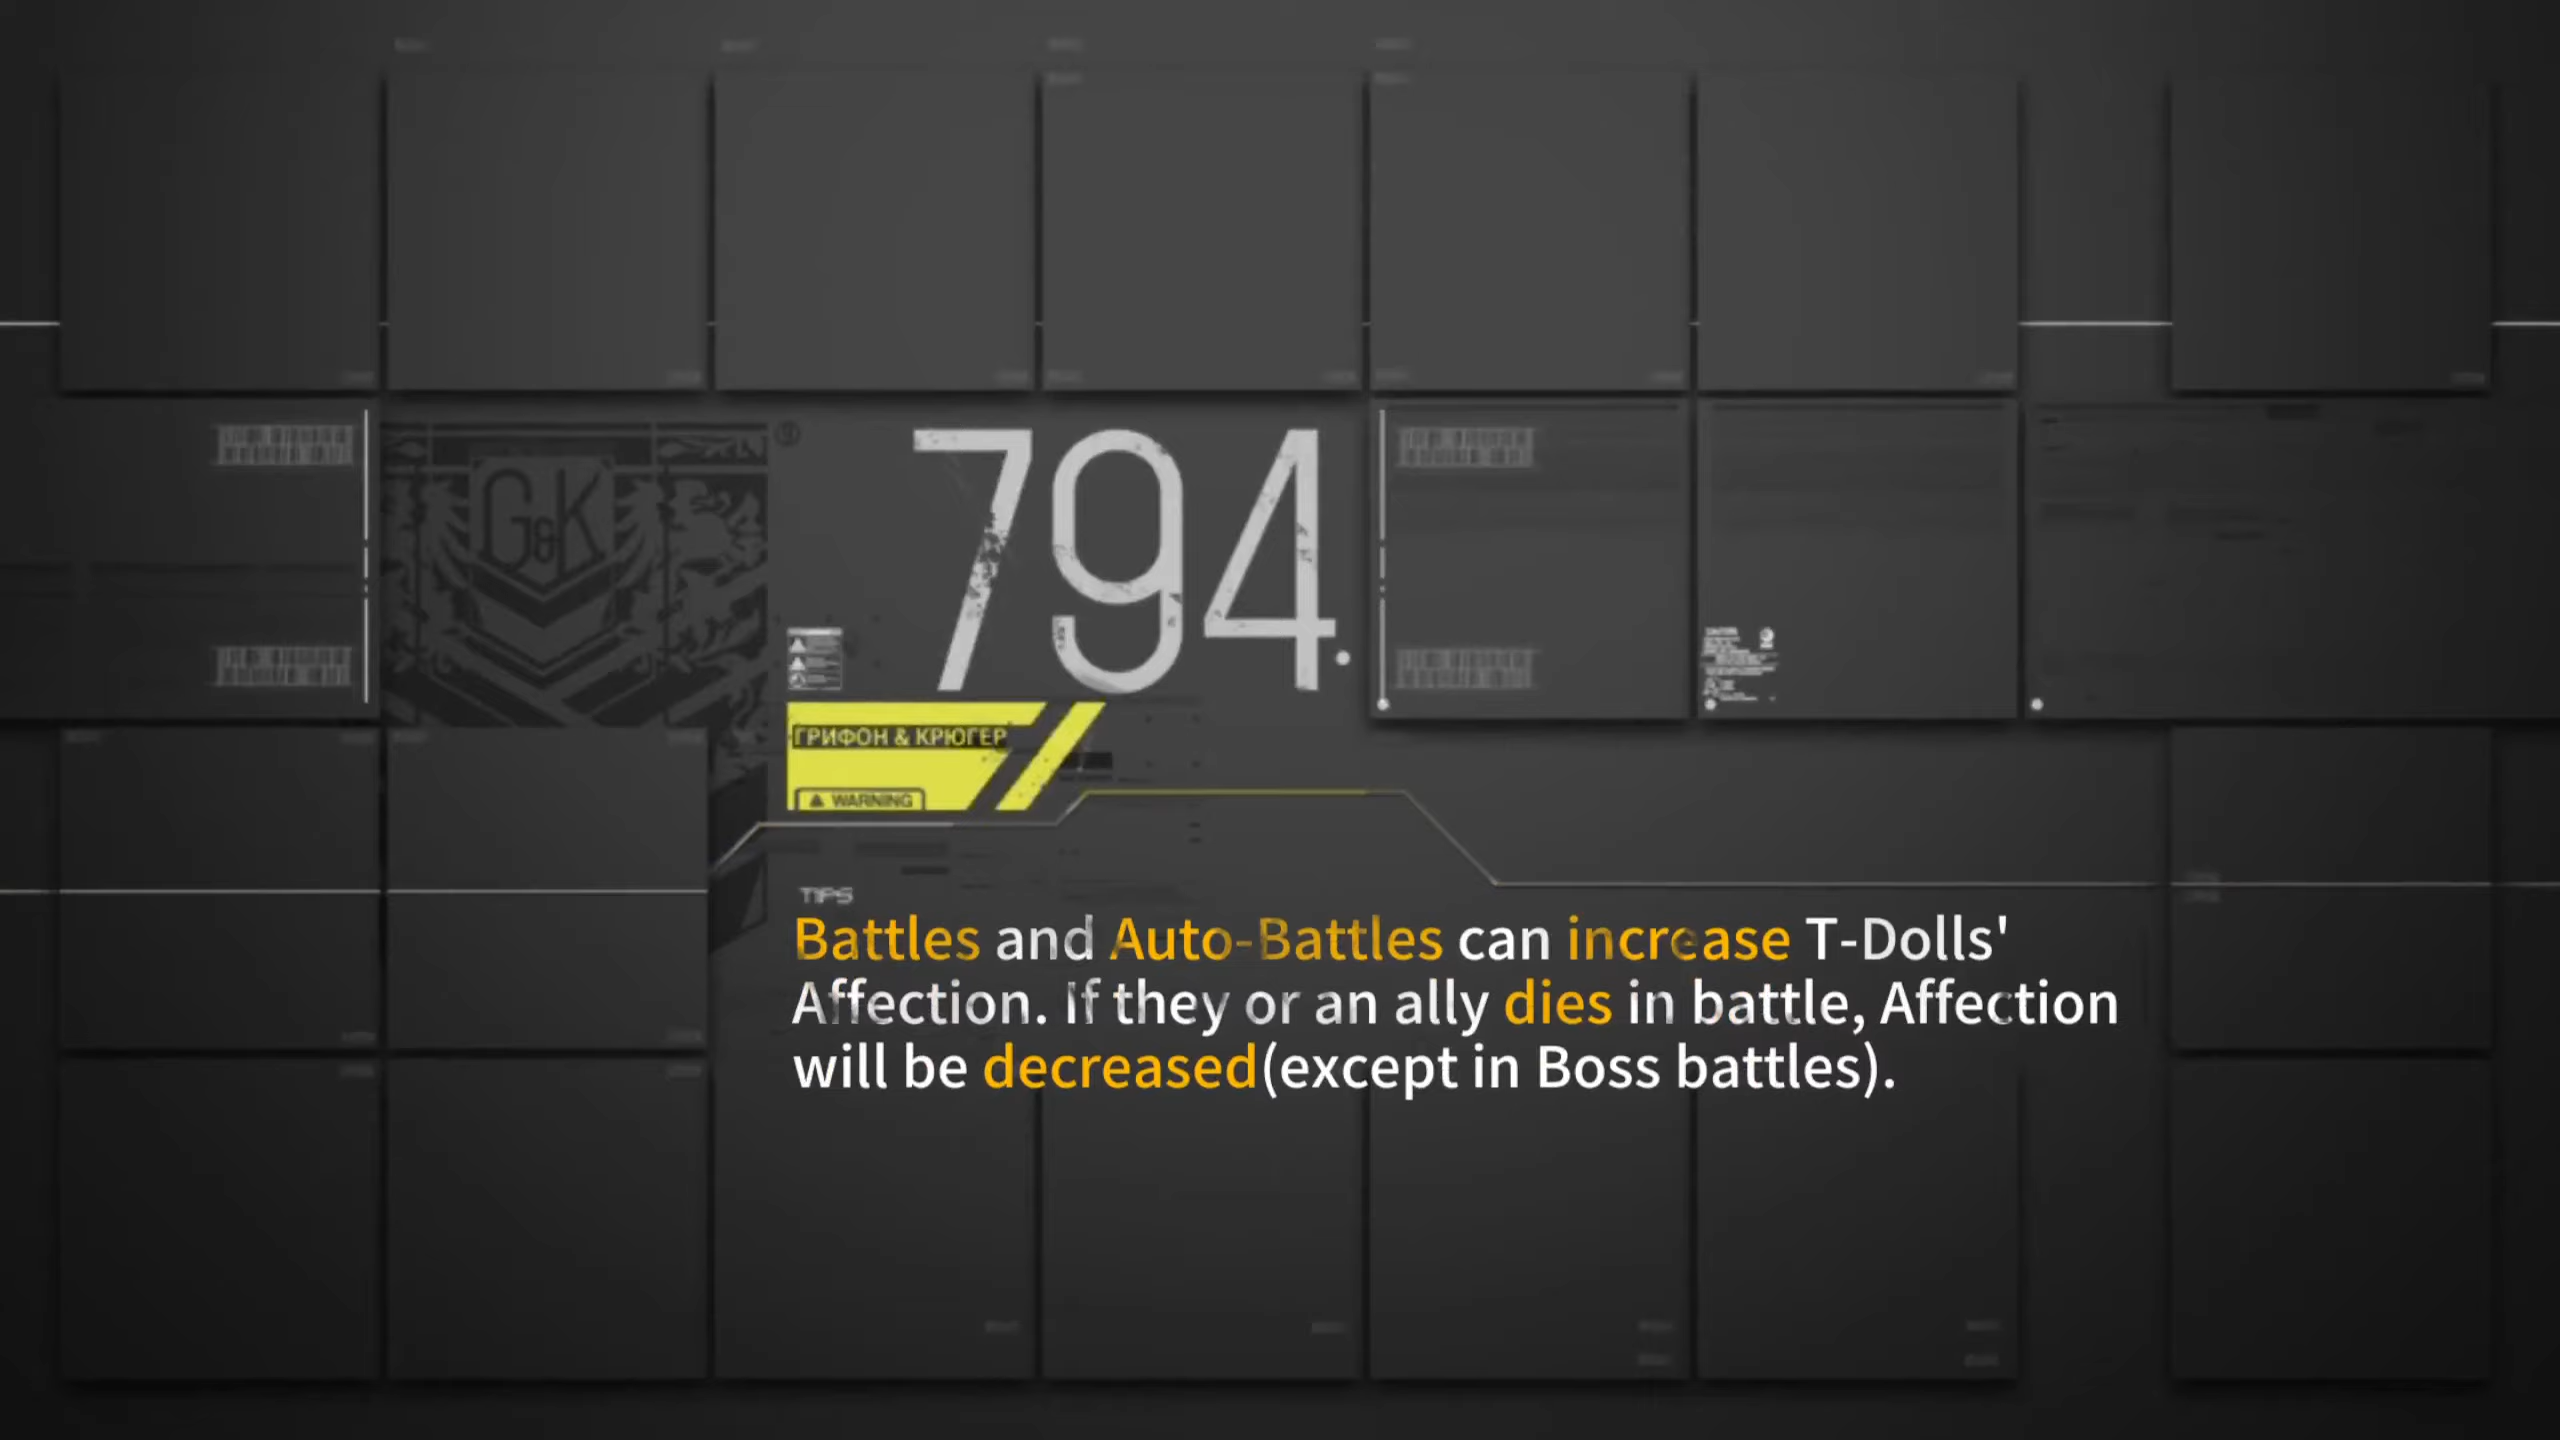 G&K
794.
ГРИФОН & КРЮГЕР
WARNING
TIPS
Battles and Auto-Battles can increase T-Dolls'
Affection. If they or an ally dies in battle, Affection
will be decreased(except in Boss battles).